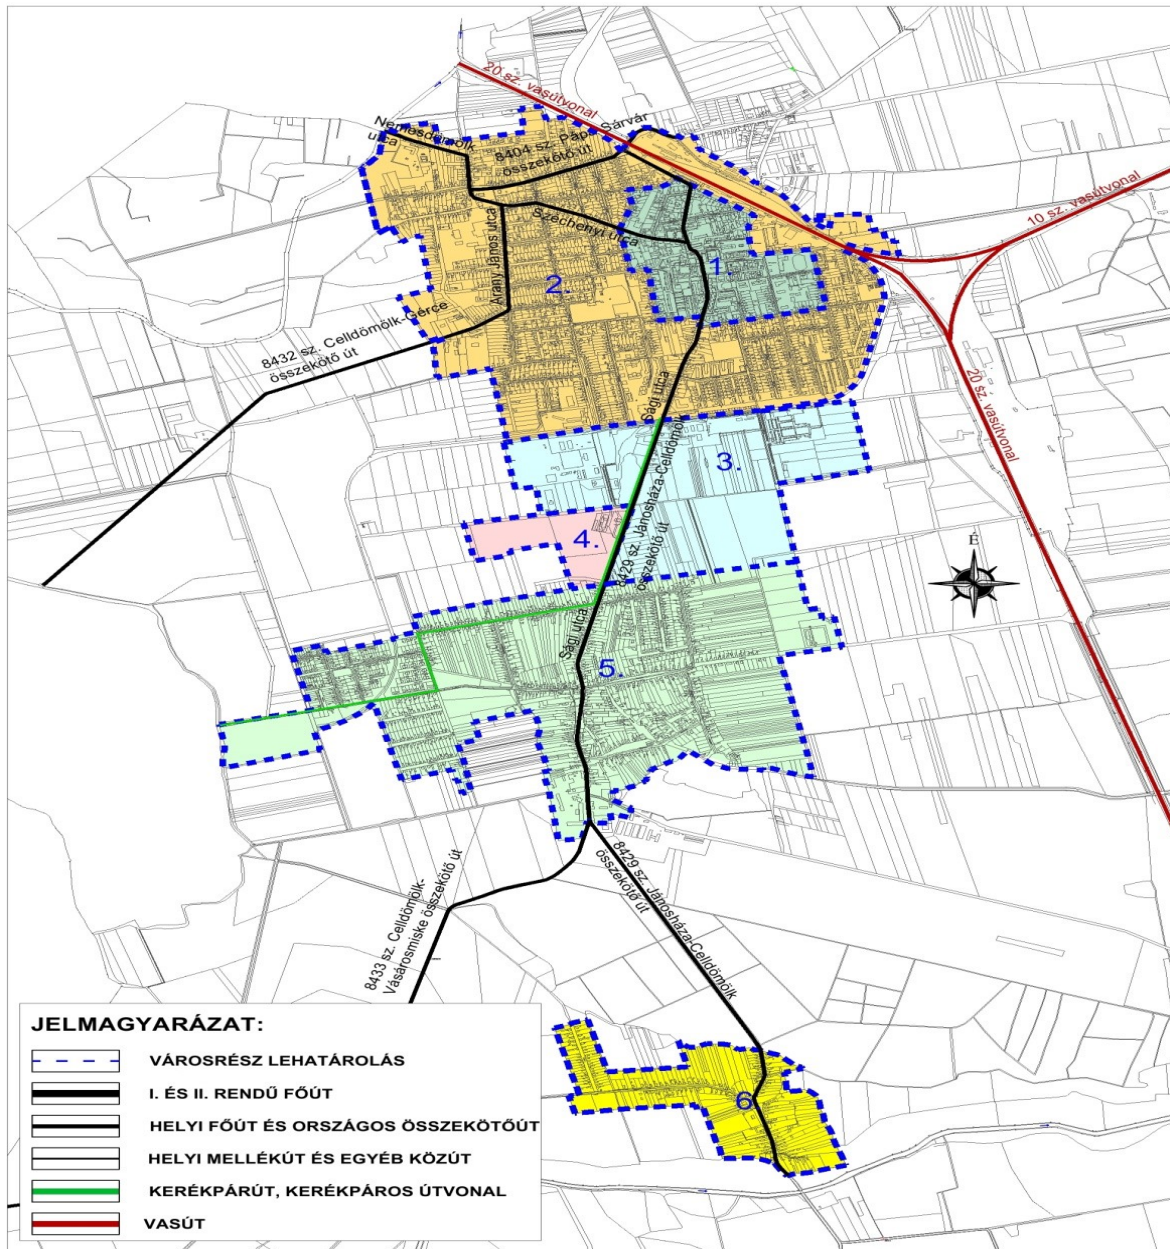 20 sz. vasútvonal
Nemesdömölk
utca
8404 sz. Pápa-Sárvár
összekötő út
10 sz. vasútvonal
Széchenyi utca
1.
Arany János utca
2.
8432 sz. Celldömölk-Gérce
összekötő út
20 sz. vasútvonal
Sági utca
3.
8429 sz. Jánosháza-Celldömölk
összekötő út
4.
É
Sági utca
5.
8433 sz. Celldömölk-
Vásárosmiske összekötő út
8429 sz. Jánosháza-Celldömölk
összekötő út
6.
JELMAGYARÁZAT:
VÁROSRÉSZ LEHATÁROLÁS
I. ÉS II. RENDŰ FŐÚT
HELYI FŐÚT ÉS ORSZÁGOS ÖSSZEKÖTŐÚT
HELYI MELLÉKÚT ÉS EGYÉB KÖZÚT
KERÉKPÁRÚT, KERÉKPÁROS ÚTVONAL
VASÚT